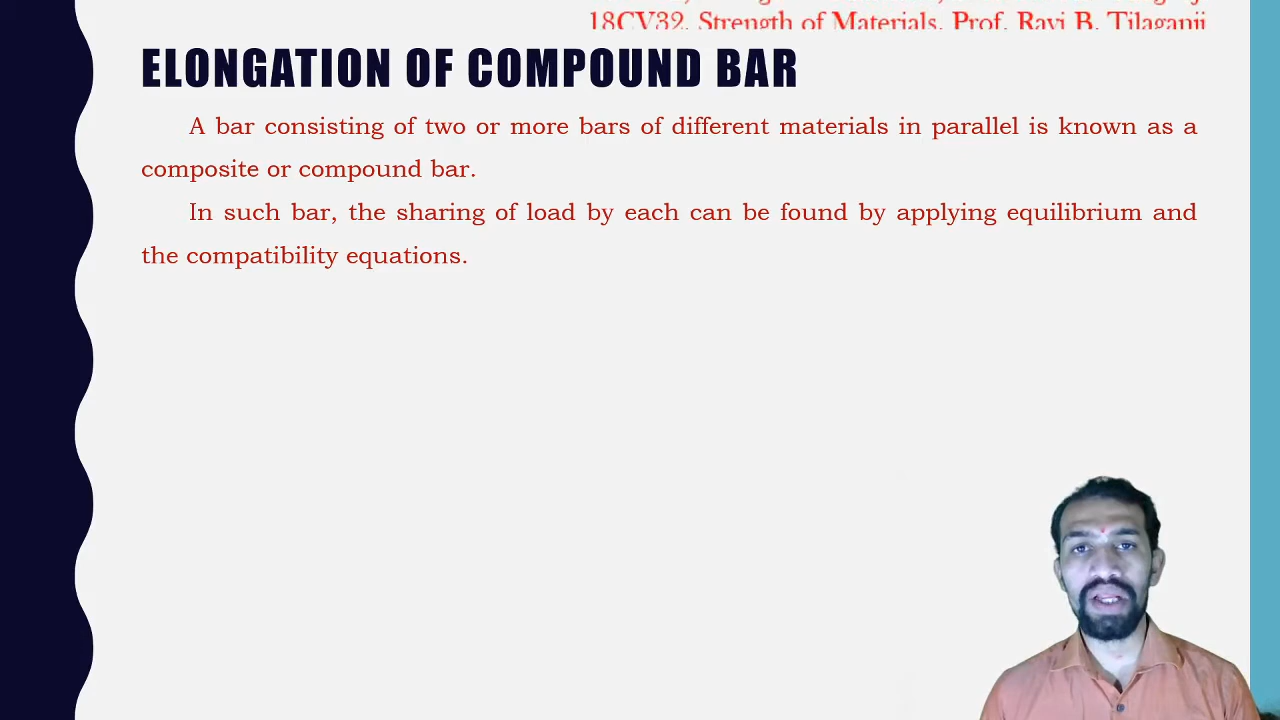 18CV32, Strength of Materials, Prof. Ravi B. Tilaganji
ELONGATION OF COMPOUND BAR
A bar consisting of two or more bars of different materials in parallel is known as a
composite or compound bar.
In such bar, the sharing of load by each can be found by applying equilibrium and
the compatibility equations.